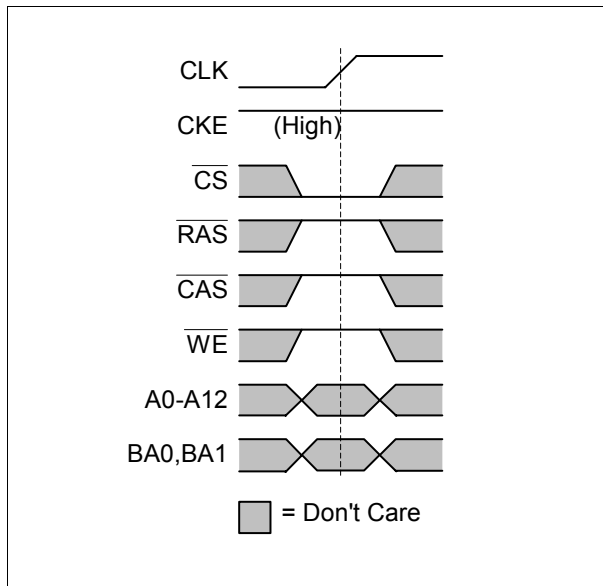 CLK
CKE (High)
CS
RAS
CAS
WE
A0-A12
BA0,BA1
= Don't Care